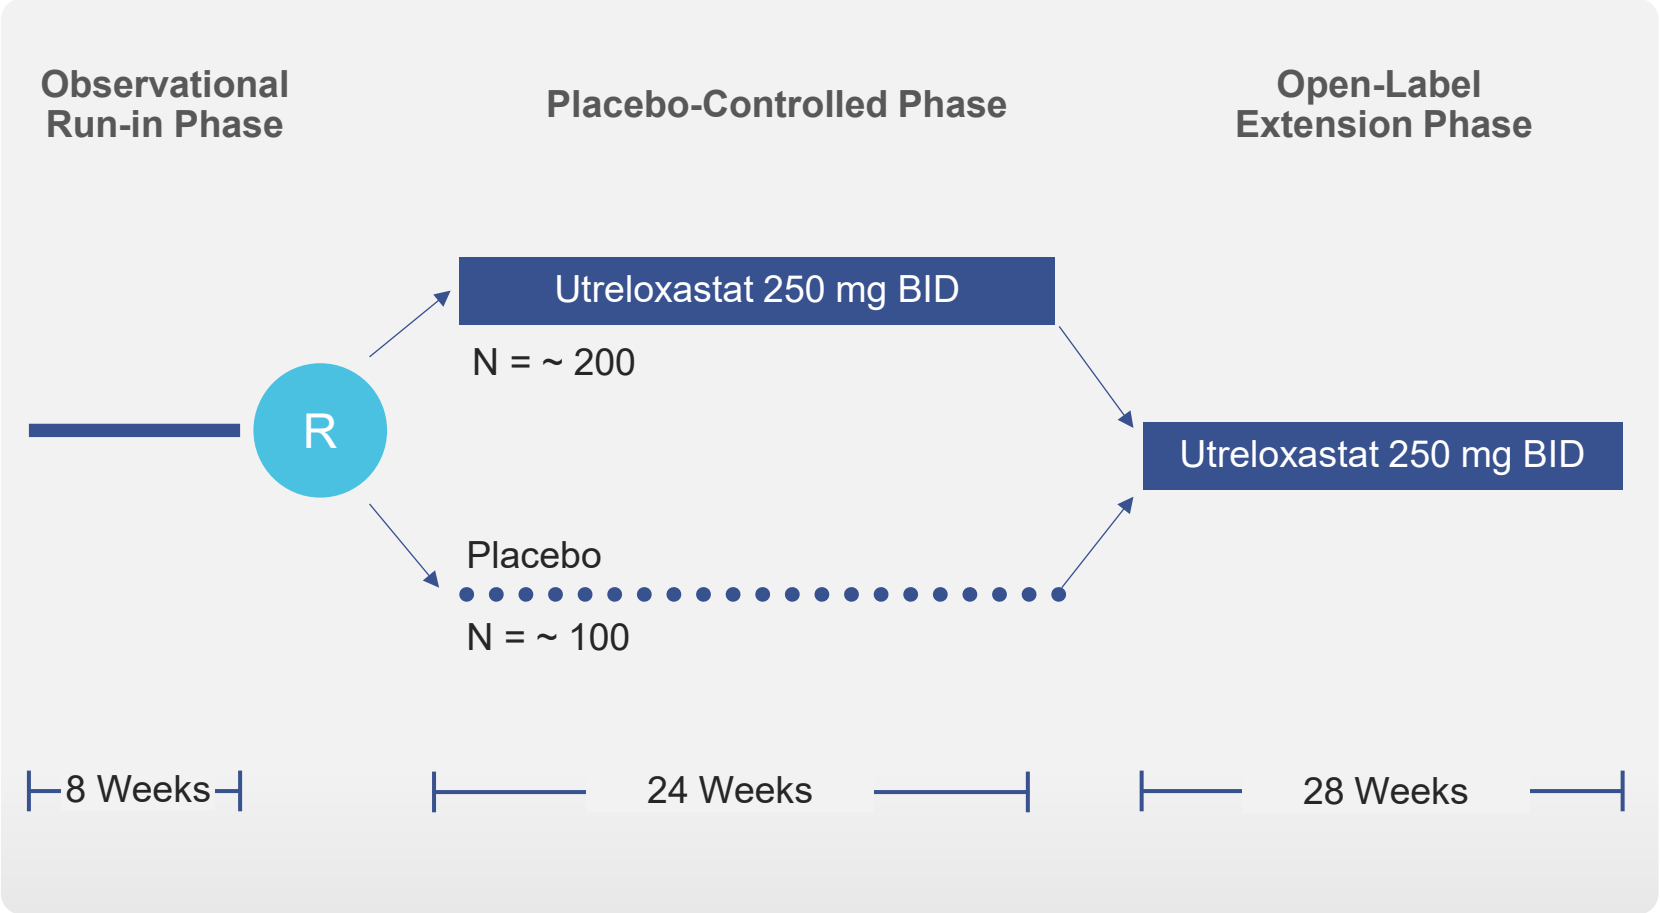 Observational
Run-in Phase
Placebo-Controlled Phase
Open-Label
Extension Phase
Utreloxastat 250 mg BID
N = ~ 200
R
Utreloxastat 250 mg BID
Placebo
N = ~ 100
8 Weeks
24 Weeks
28 Weeks